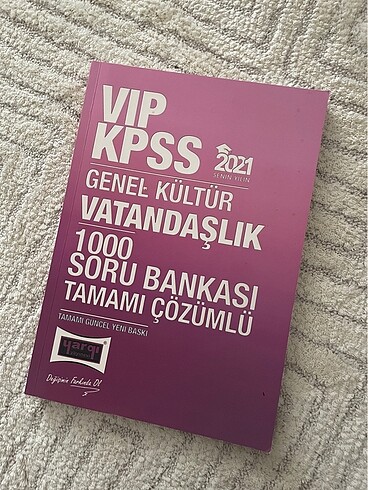 VIP
KPSS
2021
SENİN YILIN
GENEL KÜLTÜR
VATANDAŞLIK
1000
SORU BANKASI
TAMAMI ÇÖZÜMLÜ
TAMAMI GÜNCEL YENİ BASKI
yargı
Değişimin Farkında Ol